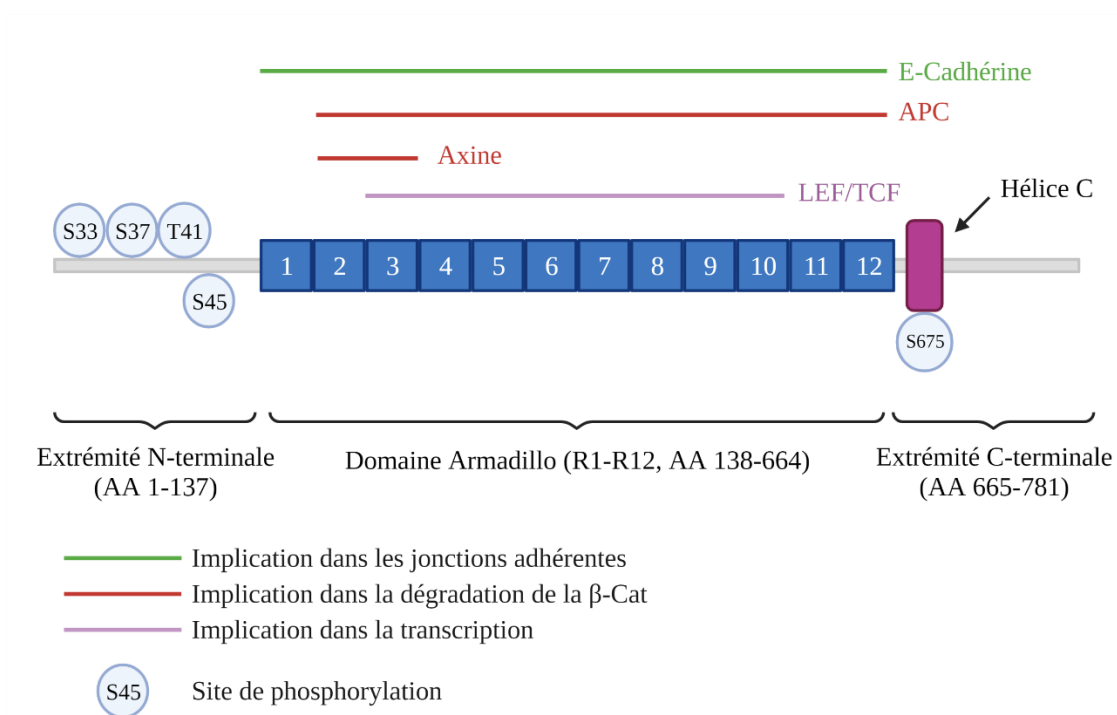 E-Cadhérine
APC
Axine
LEF/TCF
Hélice C
S33 S37 T41
S45
1 2 3 4 5 6 7 8 9 10 11 12
S675
Extrémité N-terminale
(AA 1-137)
Domaine Armadillo (R1-R12, AA 138-664)
Extrémité C-terminale
(AA 665-781)
Implication dans les jonctions adhérentes
Implication dans la dégradation de la β-Cat
Implication dans la transcription
S45 Site de phosphorylation